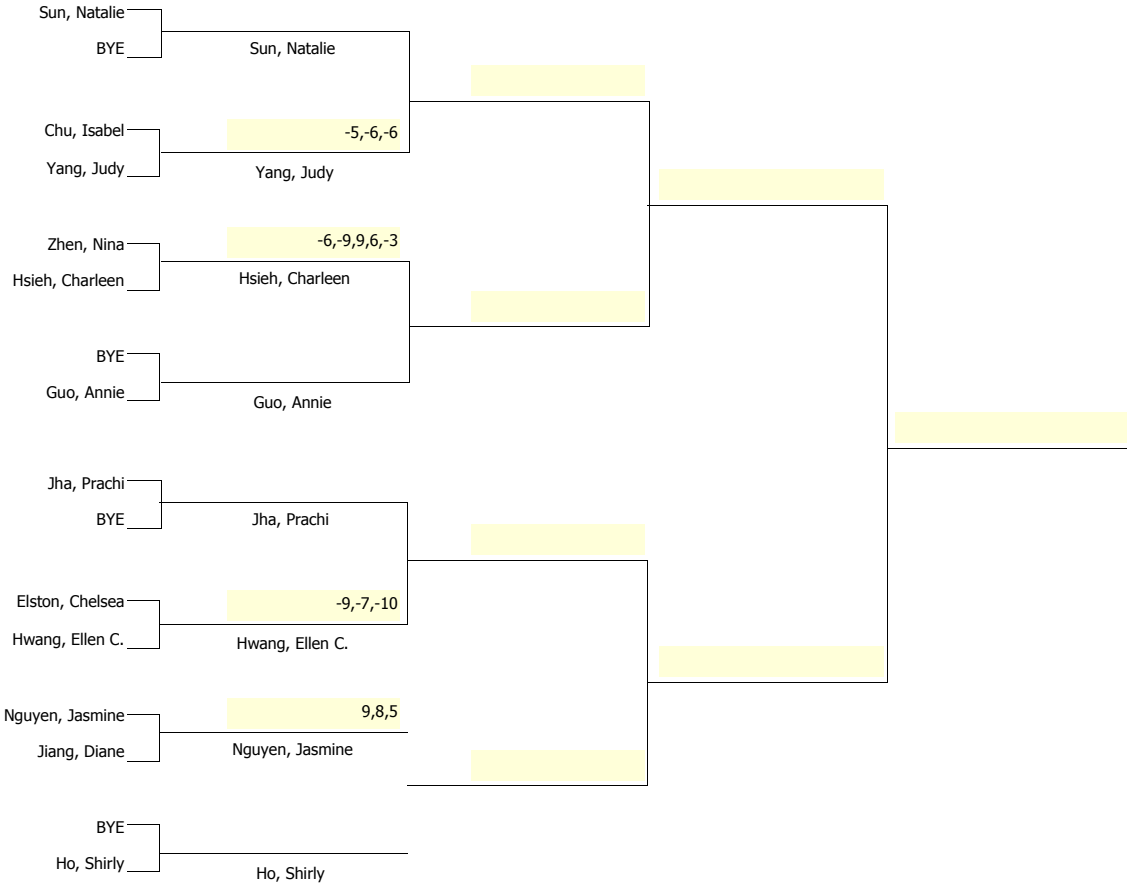 Sun, Natalie
BYE
Sun, Natalie
Chu, Isabel
-5,-6,-6
Yang, Judy
Yang, Judy
Zhen, Nina
-6,-9,9,6,-3
Hsieh, Charleen
Hsieh, Charleen
BYE
Guo, Annie
Guo, Annie
Jha, Prachi
BYE
Jha, Prachi
Elston, Chelsea
-9,-7,-10
Hwang, Ellen C.
Hwang, Ellen C.
Nguyen, Jasmine
9,8,5
Jiang, Diane
Nguyen, Jasmine
BYE
Ho, Shirly
Ho, Shirly